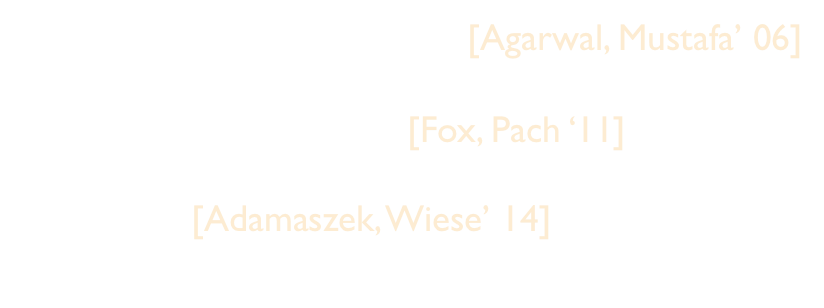 [Agarwal, Mustafa’ 06]
[Fox, Pach ‘11]
[Adamaszek, Wiese’ 14]